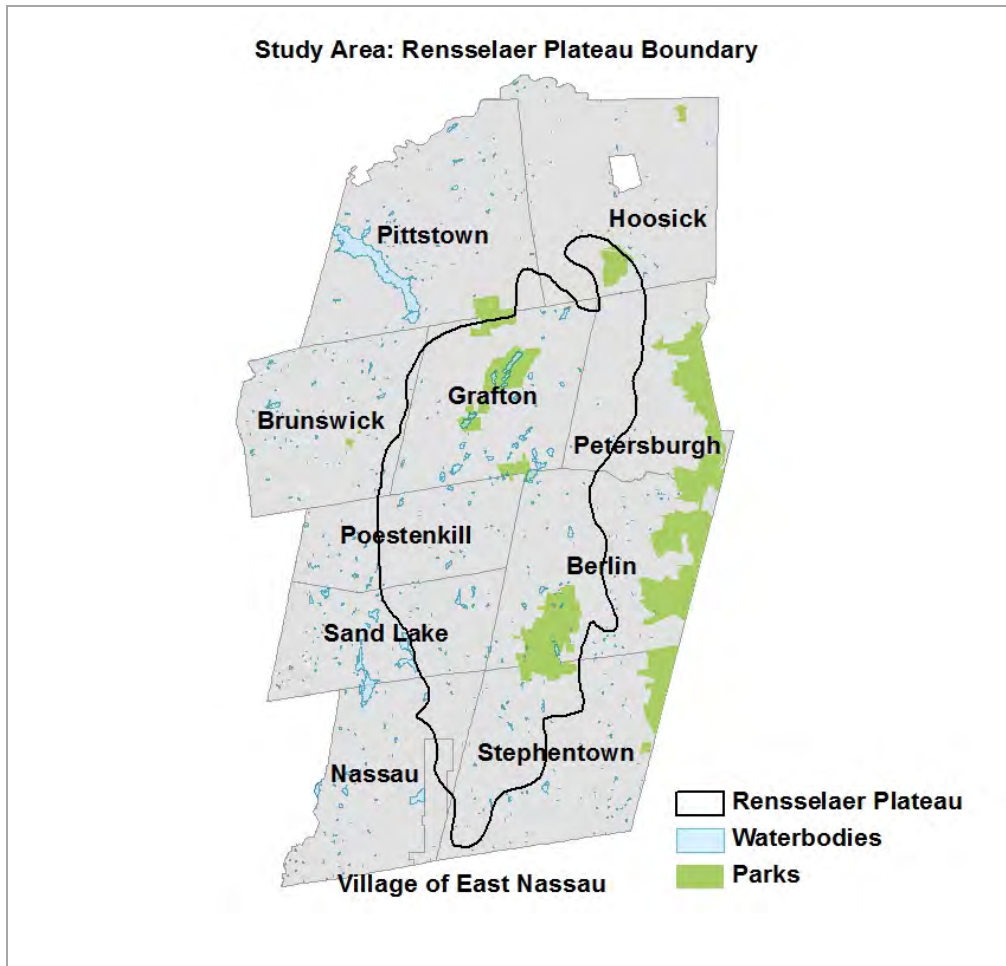 Study Area: Rensselaer Plateau Boundary
Hoosick
Pittstown
Grafton
Brunswick
Petersburgh
Poestenkill
Berlin
Sand Lake
Stephentown
Nassau
Rensselaer Plateau
Waterbodies
Parks
Village of East Nassau